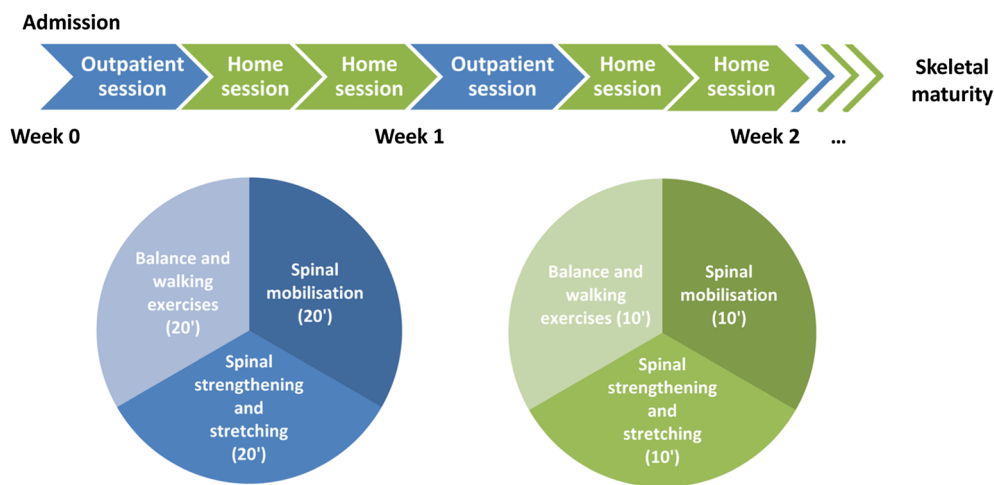 Admission
Outpatient
session
Home
session
Home
session
Outpatient
session
Home
session
Home
session
Skeletal
maturity
Week 0
Week 1
Week 2
...
Balance and
walking
exercises
(20')
Spinal
mobilisation
(20')
Spinal
strengthening
and
stretching
(20')
Balance and
walking
exercises (10')
Spinal
mobilisation
(10')
Spinal
strengthening
and
stretching
(10')